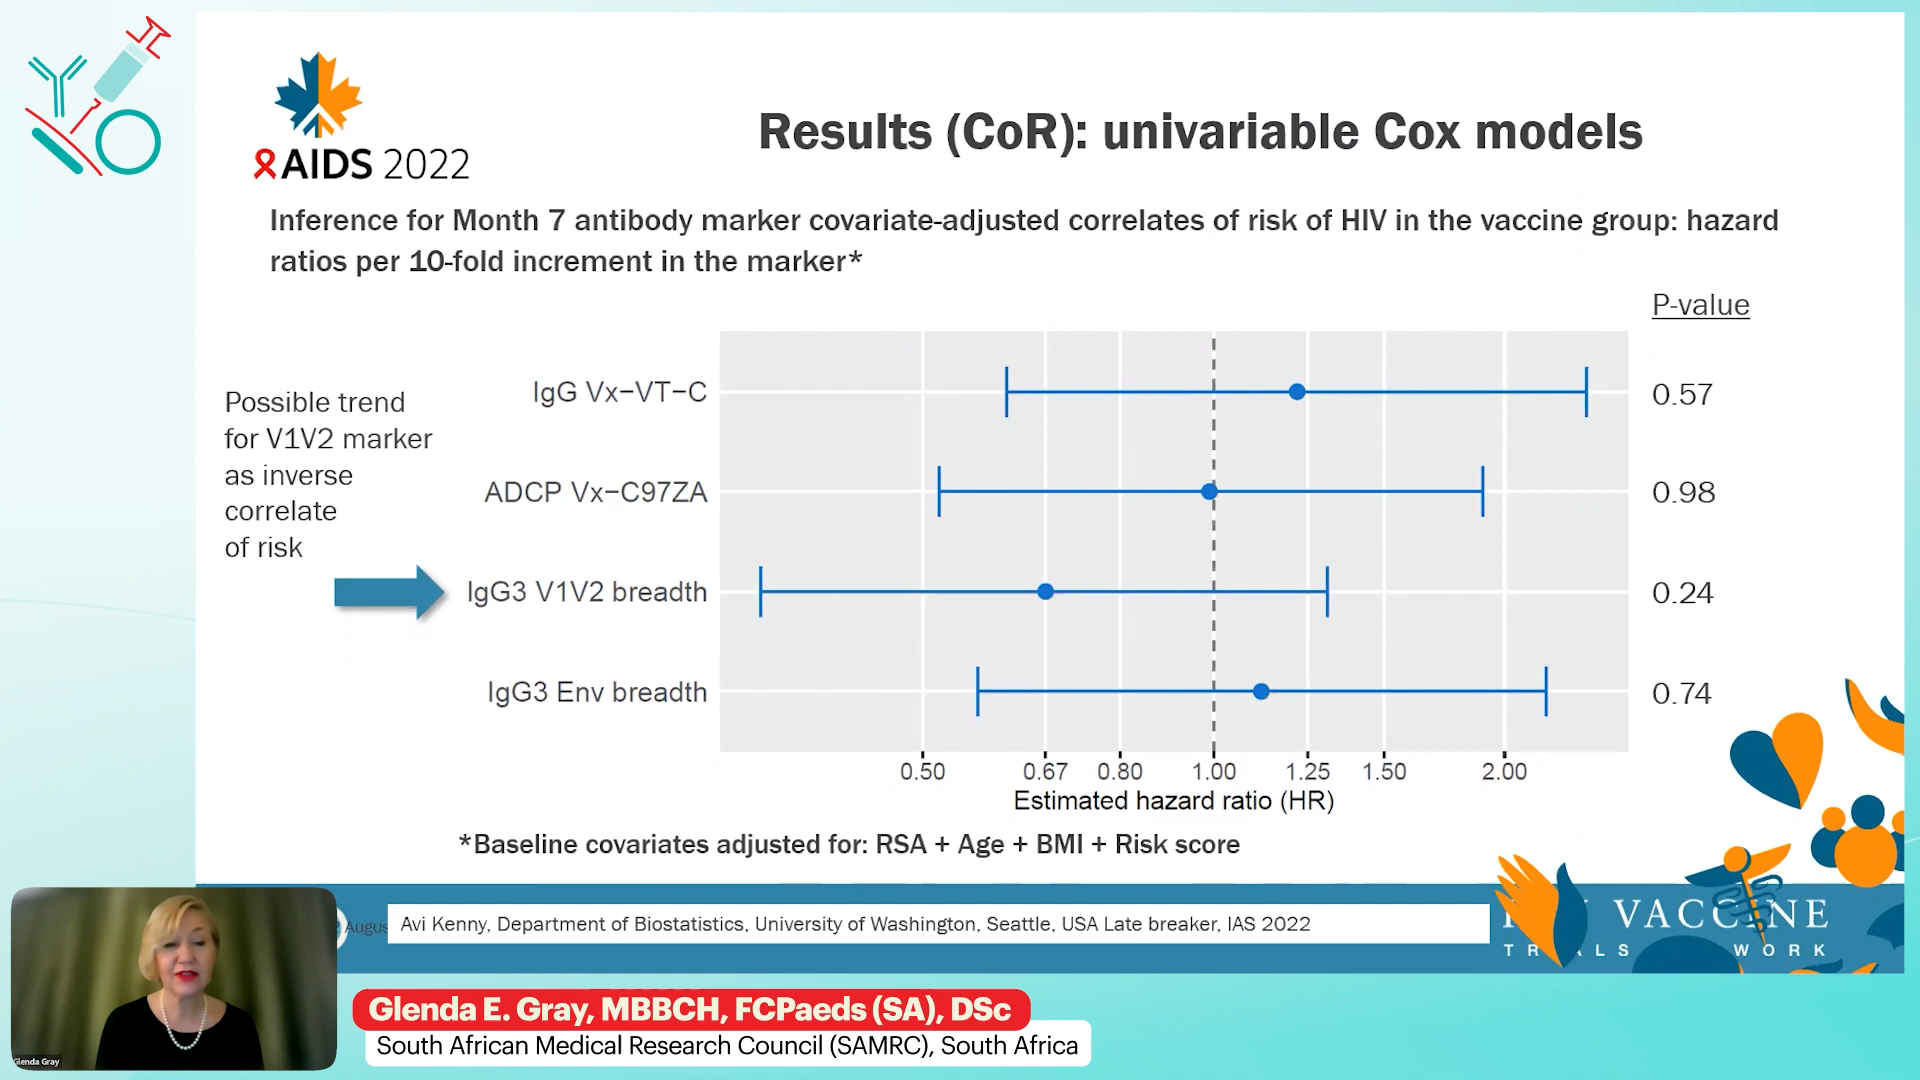 AIDS 2022
Results (CoR): univariable Cox models
Inference for Month 7 antibody marker covariate-adjusted correlates of risk of HIV in the vaccine group: hazard
ratios per 10-fold increment in the marker*
P-value
Possible trend
for V1V2 marker
as inverse
correlate
of risk
IgG Vx-VT-C
0.57
ADCP Vx-C97ZA
0.98
IgG3 V1V2 breadth
0.24
IgG3 Env breadth
0.74
0.50 0.67 0.80 1.00 1.25 1.50 2.00
Estimated hazard ratio (HR)
*Baseline covariates adjusted for: RSA + Age + BMI + Risk score
Avi Kenny, Department of Biostatistics, University of Washington, Seattle, USA Late breaker, IAS 2022
Glenda E. Gray, MBBCH, FCPaeds (SA), DSc
South African Medical Research Council (SAMRC), South Africa
Glenda Gray